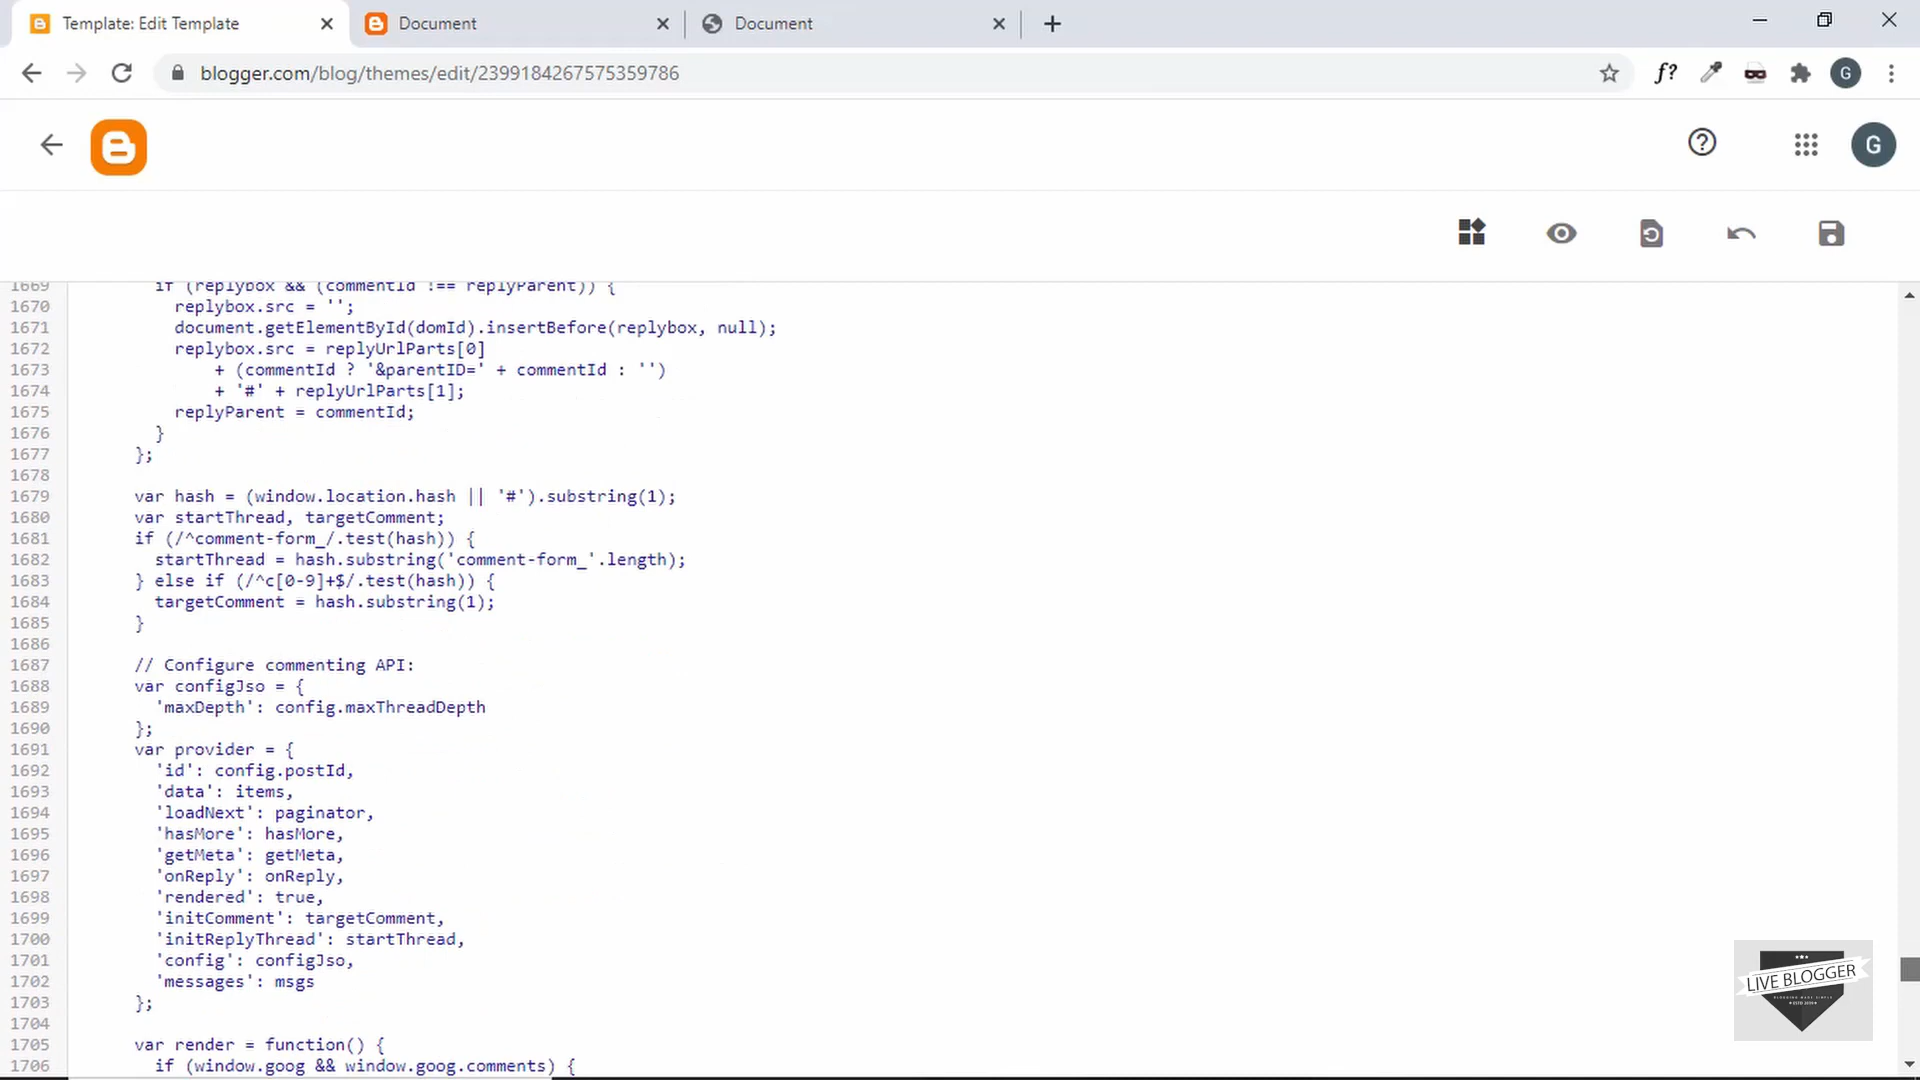 Template: Edit Template
Document
Document
blogger.com/blog/themes/edit/2399184267575359786
f?
G
G
1669 if (replybox && (commentId !== replyParent)) {
1670 replybox.src = '';
1671 document.getElementById(domId).insertBefore(replybox, null);
1672 replybox.src = replyUrlParts[0]
1673 + (commentId ? '&parentID=' + commentId : '')
1674 + '#' + replyUrlParts[1];
1675 replyParent = commentId;
1676 }
1677 };
1678
1679 var hash = (window.location.hash || '#').substring(1);
1680 var startThread, targetComment;
1681 if (/^comment-form_/.test(hash)) {
1682 startThread = hash.substring('comment-form_'.length);
1683 } else if (/^c[0-9]+$/.test(hash)) {
1684 targetComment = hash.substring(1);
1685 }
1686
1687 // Configure commenting API:
1688 var configJso = {
1689 'maxDepth': config.maxThreadDepth
1690 };
1691 var provider = {
1692 'id': config.postId,
1693 'data': items,
1694 'loadNext': paginator,
1695 'hasMore': hasMore,
1696 'getMeta': getMeta,
1697 'onReply': onReply,
1698 'rendered': true,
1699 'initComment': targetComment,
1700 'initReplyThread': startThread,
1701 'config': configJso,
1702 'messages': msgs
1703 };
1704
1705 var render = function() {
1706 if (window.goog && window.goog.comments) {
LIVE BLOGGER